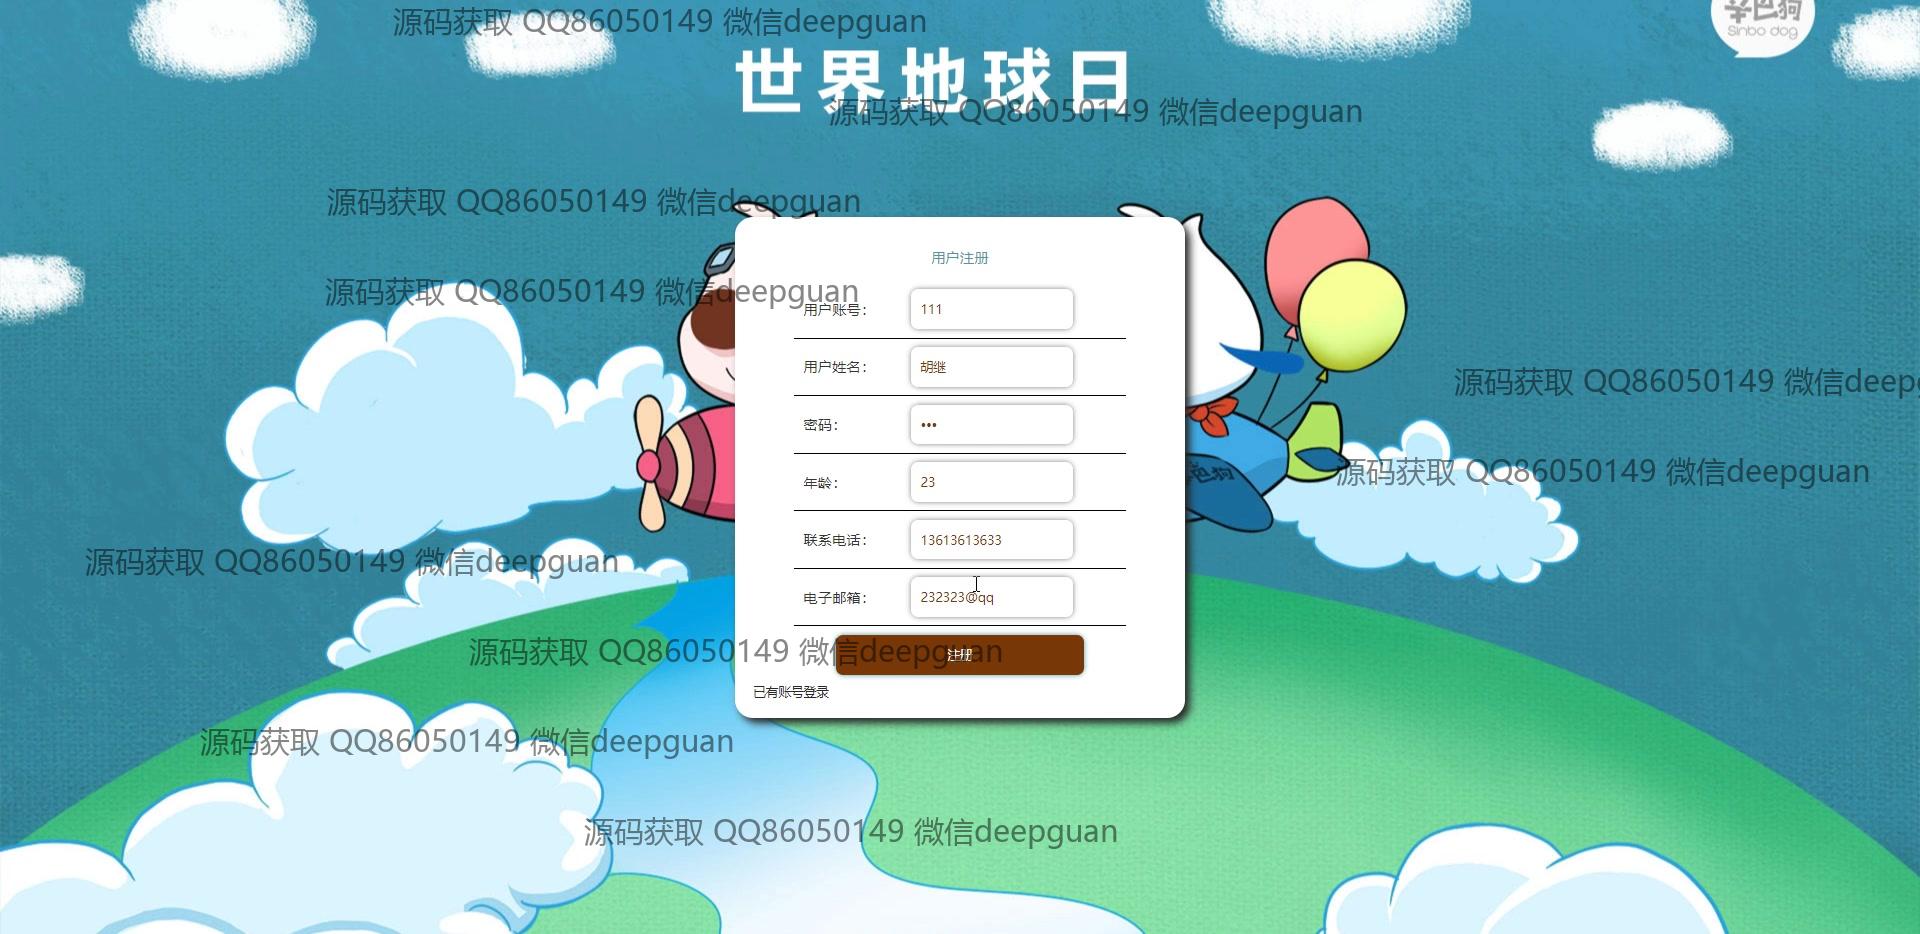 源码获取 QQ86050149 微信deepguan
辛巴狗
Sinbo dog
世界地球日
源码获取 QQ86050149 微信deepguan
源码获取 QQ86050149 微信deepguan
用户注册
源码获取 QQ86050149 微信deepguan
用户账号： 111
用户姓名： 胡继
源码获取 QQ86050149 微信deep
密码： •••
源码获取 QQ86050149 微信deepguan
巴狗
年龄： 23
联系电话： 13613613633
源码获取 QQ86050149 微信deepguan
电子邮箱： 232323@qq
源码获取 QQ86050149 微信deepguan
注册
已有账号登录
源码获取 QQ86050149 微信deepguan
源码获取 QQ86050149 微信deepguan